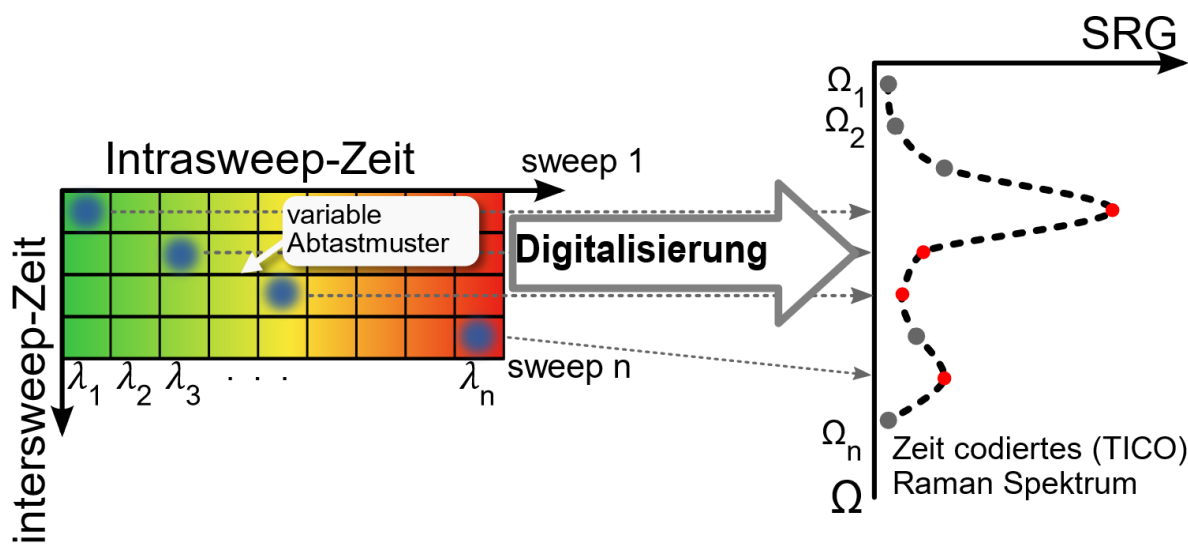 SRG
Ω1
Ω2
Intrasweep-Zeit
sweep 1
variable
Abtastmuster
Digitalisierung
intersweep-Zeit
λ1 λ2 λ3 . . . λn
sweep n
Ωn
Zeit codiertes (TICO)
Raman Spektrum
Ω